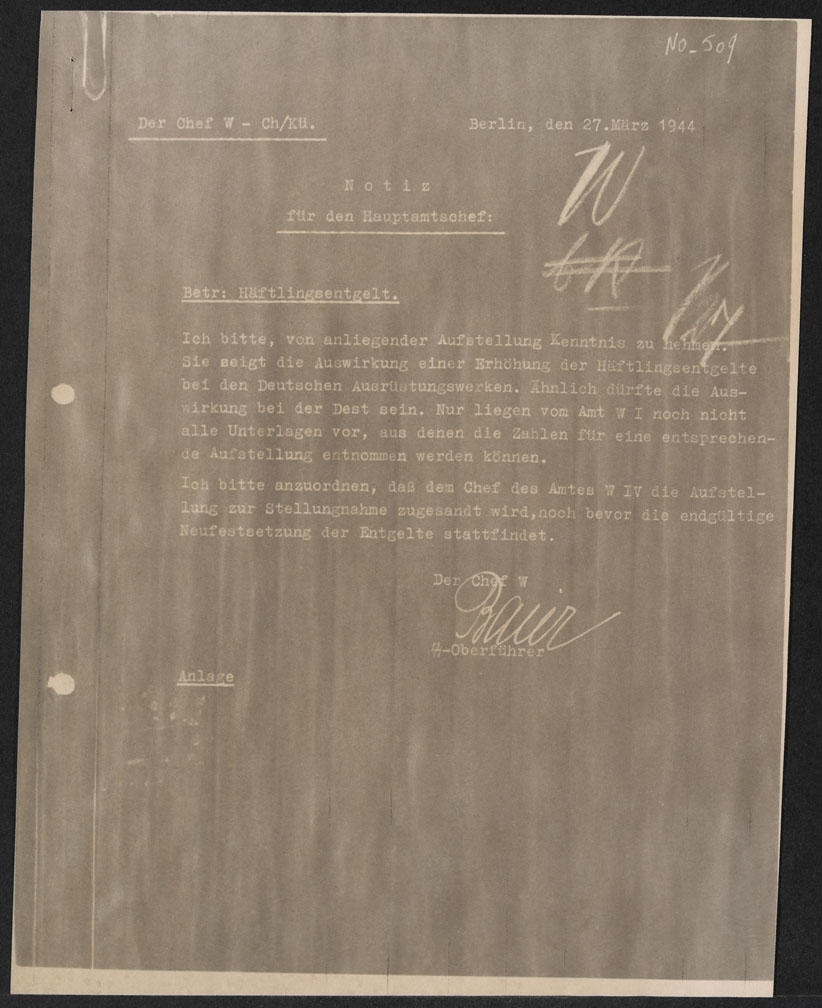 NO-509
Der Chef W - Ch/Kü.
Berlin, den 27.März 1944
N o t i z
für den Hauptamtschef:
W
Betr: Häftlingsentgelt.
Ich bitte, von anliegender Aufstellung Kenntnis zu nehmen.
Sie zeigt die Auswirkung einer Erhöhung der Häftlingsentgelte
bei den Deutschen Ausrüstungswerken. Ähnlich dürfte die Aus-
wirkung bei der Dest sein. Nur liegen vom Amt W I noch nicht
alle Unterlagen vor, aus denen die Zahlen für eine entsprechen-
de Aufstellung entnommen werden können.
Ich bitte anzuordnen, daß dem Chef des Amtes W IV die Aufstel-
lung zur Stellungnahme zugesandt wird,noch bevor die endgültige
Neufestsetzung der Entgelte stattfindet.
Der Chef W
Baier
ᛋᛋ-Oberführer
Anlage